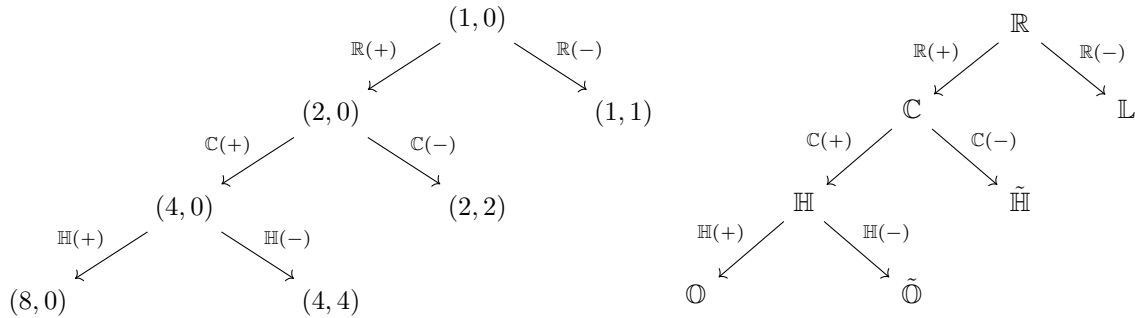 (1, 0)
ℝ(+)
ℝ(−)
(2, 0)
(1, 1)
ℂ(+)
ℂ(−)
(4, 0)
(2, 2)
ℍ(+)
ℍ(−)
(8, 0)
(4, 4)
ℝ
ℝ(+)
ℝ(−)
ℂ
𝕃
ℂ(+)
ℂ(−)
ℍ
ℍ̃
ℍ(+)
ℍ(−)
𝕆
𝕆̃